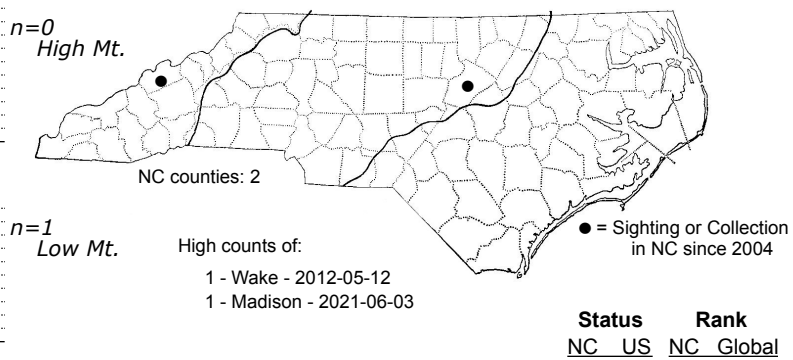 n=0
High Mt.
NC counties: 2
n=1
Low Mt.
High counts of:
1 - Wake - 2012-05-12
1 - Madison - 2021-06-03
● = Sighting or Collection
in NC since 2004
Status Rank
NC US NC Global